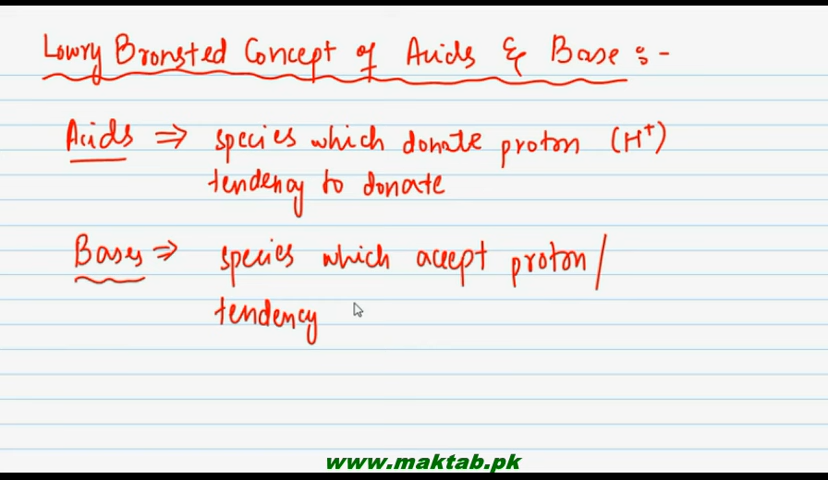 Lowry Bronsted Concept of Acids & Base :-
Acids ⇒ species which donate proton (H⁺)
tendency to donate
Bases ⇒ species which accept proton/
tendency
www.maktab.pk